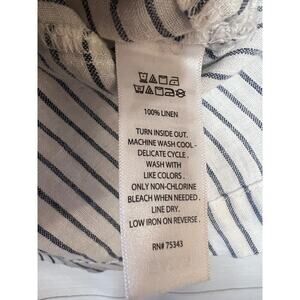 100% LINEN
TURN INSIDE OUT.
MACHINE WASH COOL -
DELICATE CYCLE .
WASH WITH
LIKE COLORS .
ONLY NON-CHLORINE
BLEACH WHEN NEEDED .
LINE DRY.
LOW IRON ON REVERSE .
RN# 75343